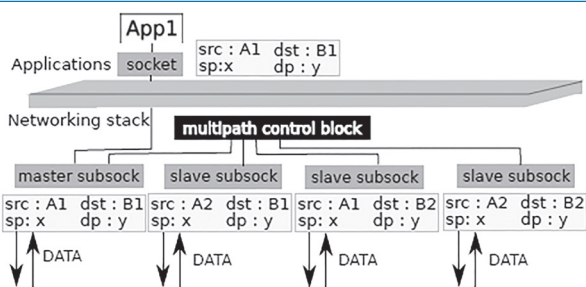 App1
Applications socket
src : A1 dst : B1
sp:x dp : y
Networking stack
multipath control block
master subsock slave subsock slave subsock slave subsock
src : A1 dst : B1 src : A2 dst : B1 src : A1 dst : B2 src : A2 dst : B2
sp: x dp : y sp: x dp : y sp: x dp : y sp: x dp : y
DATA DATA DATA DATA